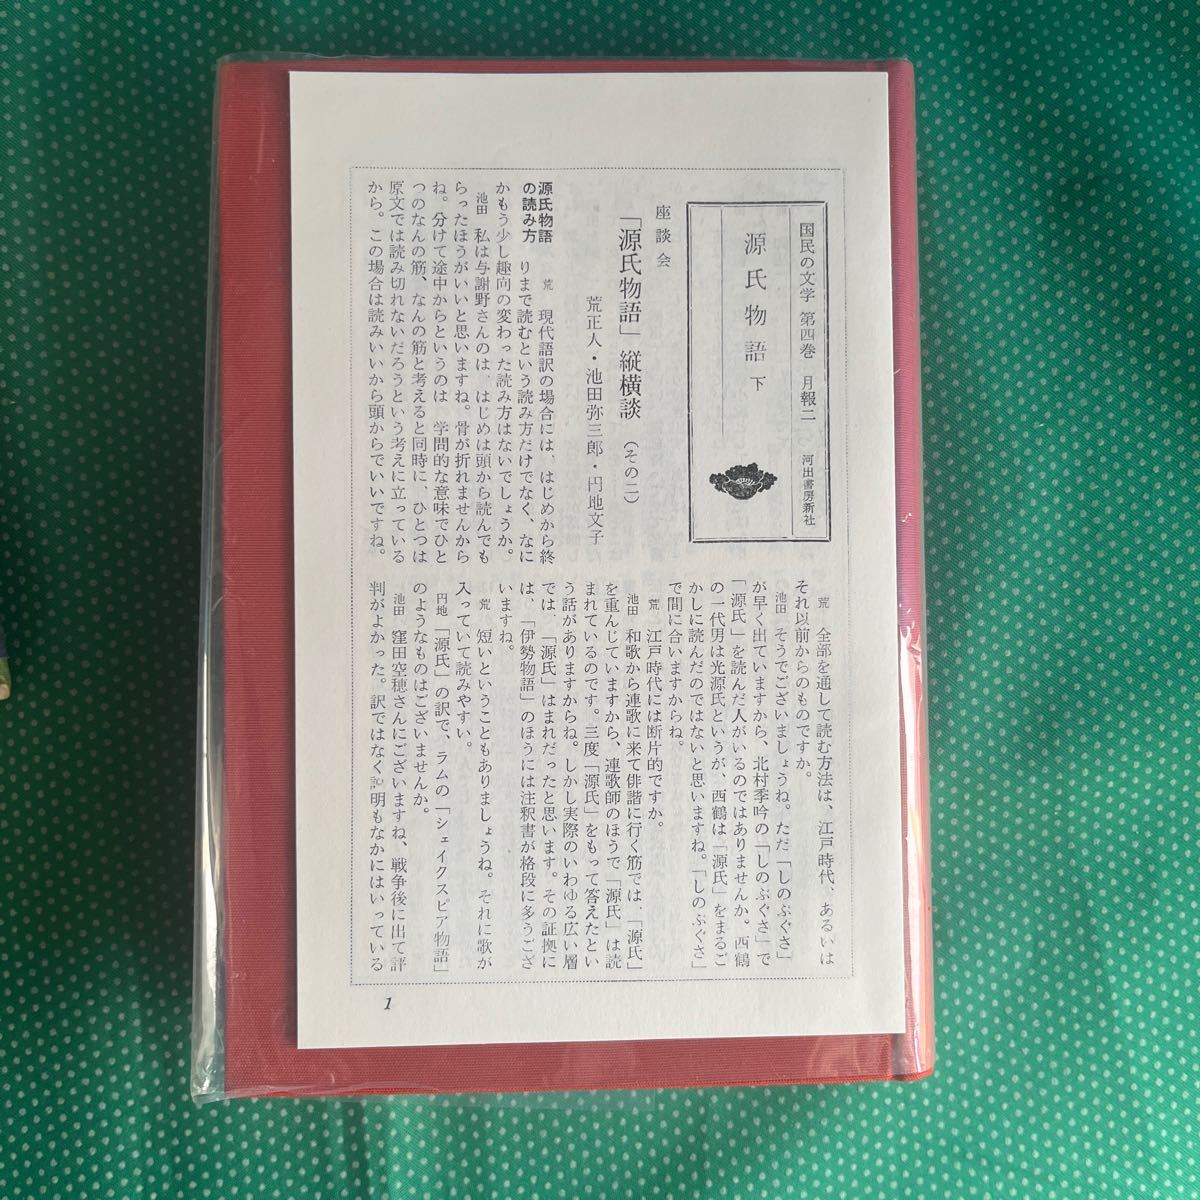 国民の文学 第四巻 月報二 河出書房新社
源氏物語 下
座談会
「源氏物語」縦横談 (その二)
荒正人・池田弥三郎・円地文子
源氏物語
の読み方
荒 現代語訳の場合には、はじめから終
りまで読むという読み方だけでなく、なに
かもう少し趣向の変わった読み方はないでしょうか。
池田 私は与謝野さんのは、はじめは頭から読んでも
らったほうがいいと思いますね。骨が折れませんから
ね。分けて途中からというのは、学問的な意味でひと
つのなんの筋、なんの筋と考えると同時に、ひとつは
原文では読み切れないだろうという考えに立っている
から。この場合は読みいいから頭からでいいですね。
荒 全部を通して読む方法は、江戸時代、あるいは
それ以前からのものですか。
池田 そうでございましょうね。ただ「しのぶぐさ」
が早く出ていますから、北村季吟の「しのぶぐさ」で
「源氏」を読んだ人がいるのではありませんか。西鶴
の一代男は光源氏というが、西鶴は「源氏」をまるご
かしに読んだのではないと思いますね。「しのぶぐさ」
で間に合いますからね。
荒 江戸時代には断片的ですか。
池田 和歌から連歌に来て俳諧に行く筋では、「源氏」
を重んじていますから、連歌師のほうで「源氏」は読
まれているのです。三度「源氏」をもって答えたとい
う話がありますからね。しかし実際のいわゆる広い層
では、「源氏」はまれだったと思います。その証拠に
は、「伊勢物語」のほうには注釈書が格段に多うござ
いますね。
荒 短いということもありましょうね。それに歌が
入っていて読みやすい。
円地 「源氏」の訳で、ラムの「シェイクスピア物語」
のようなものはございませんか。
池田 窪田空穂さんにございますね、戦争後に出て評
判がよかった。訳ではなく説明もなかにはいっている
1